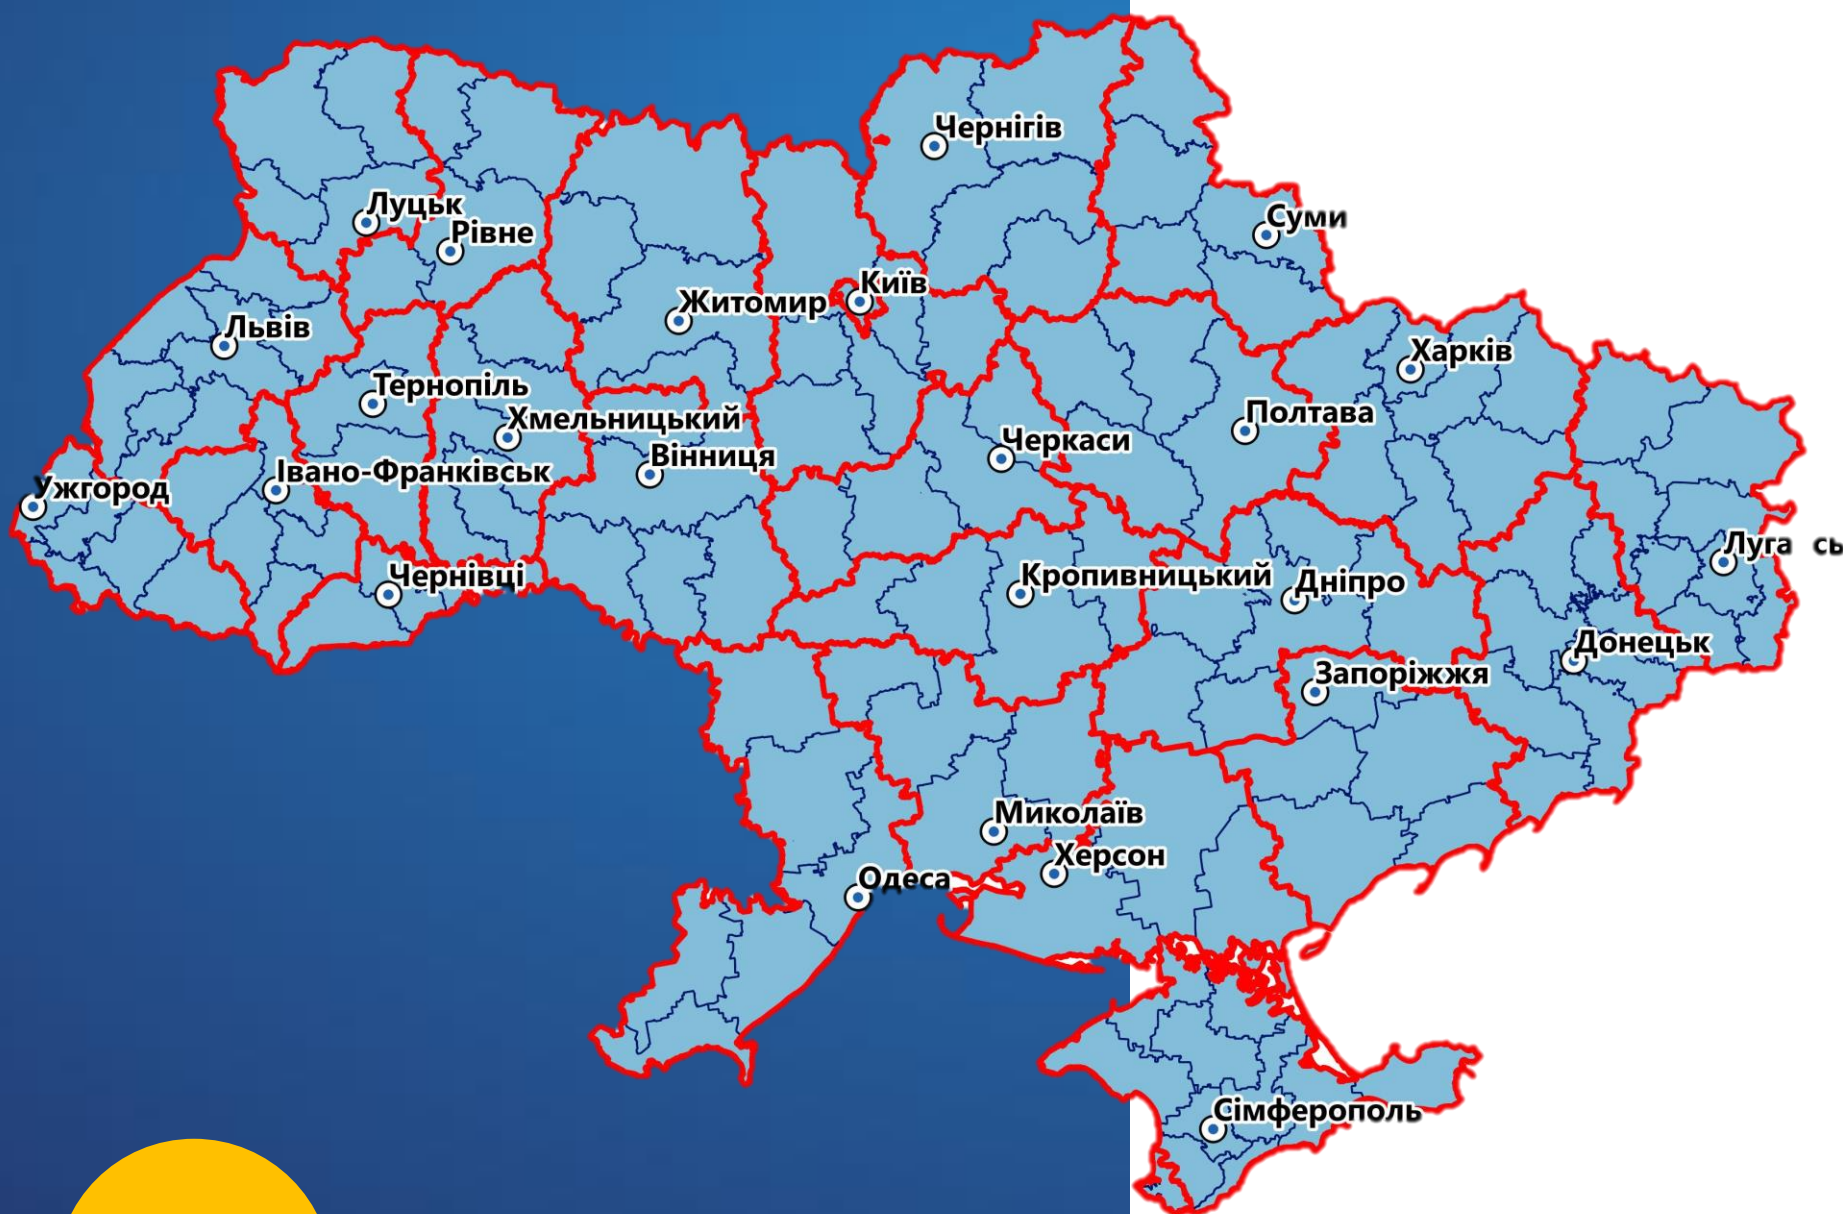 Чернігів
Луцьк
Суми
Рівне
Київ
Житомир
Львів
Харків
Тернопіль
Полтава
Хмельницький
Черкаси
Вінниця
Івано-Франківськ
Ужгород
Чернівці
Кропивницький
Дніпро
Донецьк
Запоріжжя
Миколаїв
Херсон
Одеса
Сімферополь